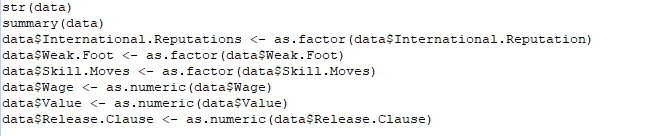 str(data)
summary(data)
data$International.Reputations <- as.factor(data$International.Reputation)
data$Weak.Foot <- as.factor(data$Weak.Foot)
data$Skill.Moves <- as.factor(data$Skill.Moves)
data$Wage <- as.numeric(data$Wage)
data$Value <- as.numeric(data$Value)
data$Release.Clause <- as.numeric(data$Release.Clause)